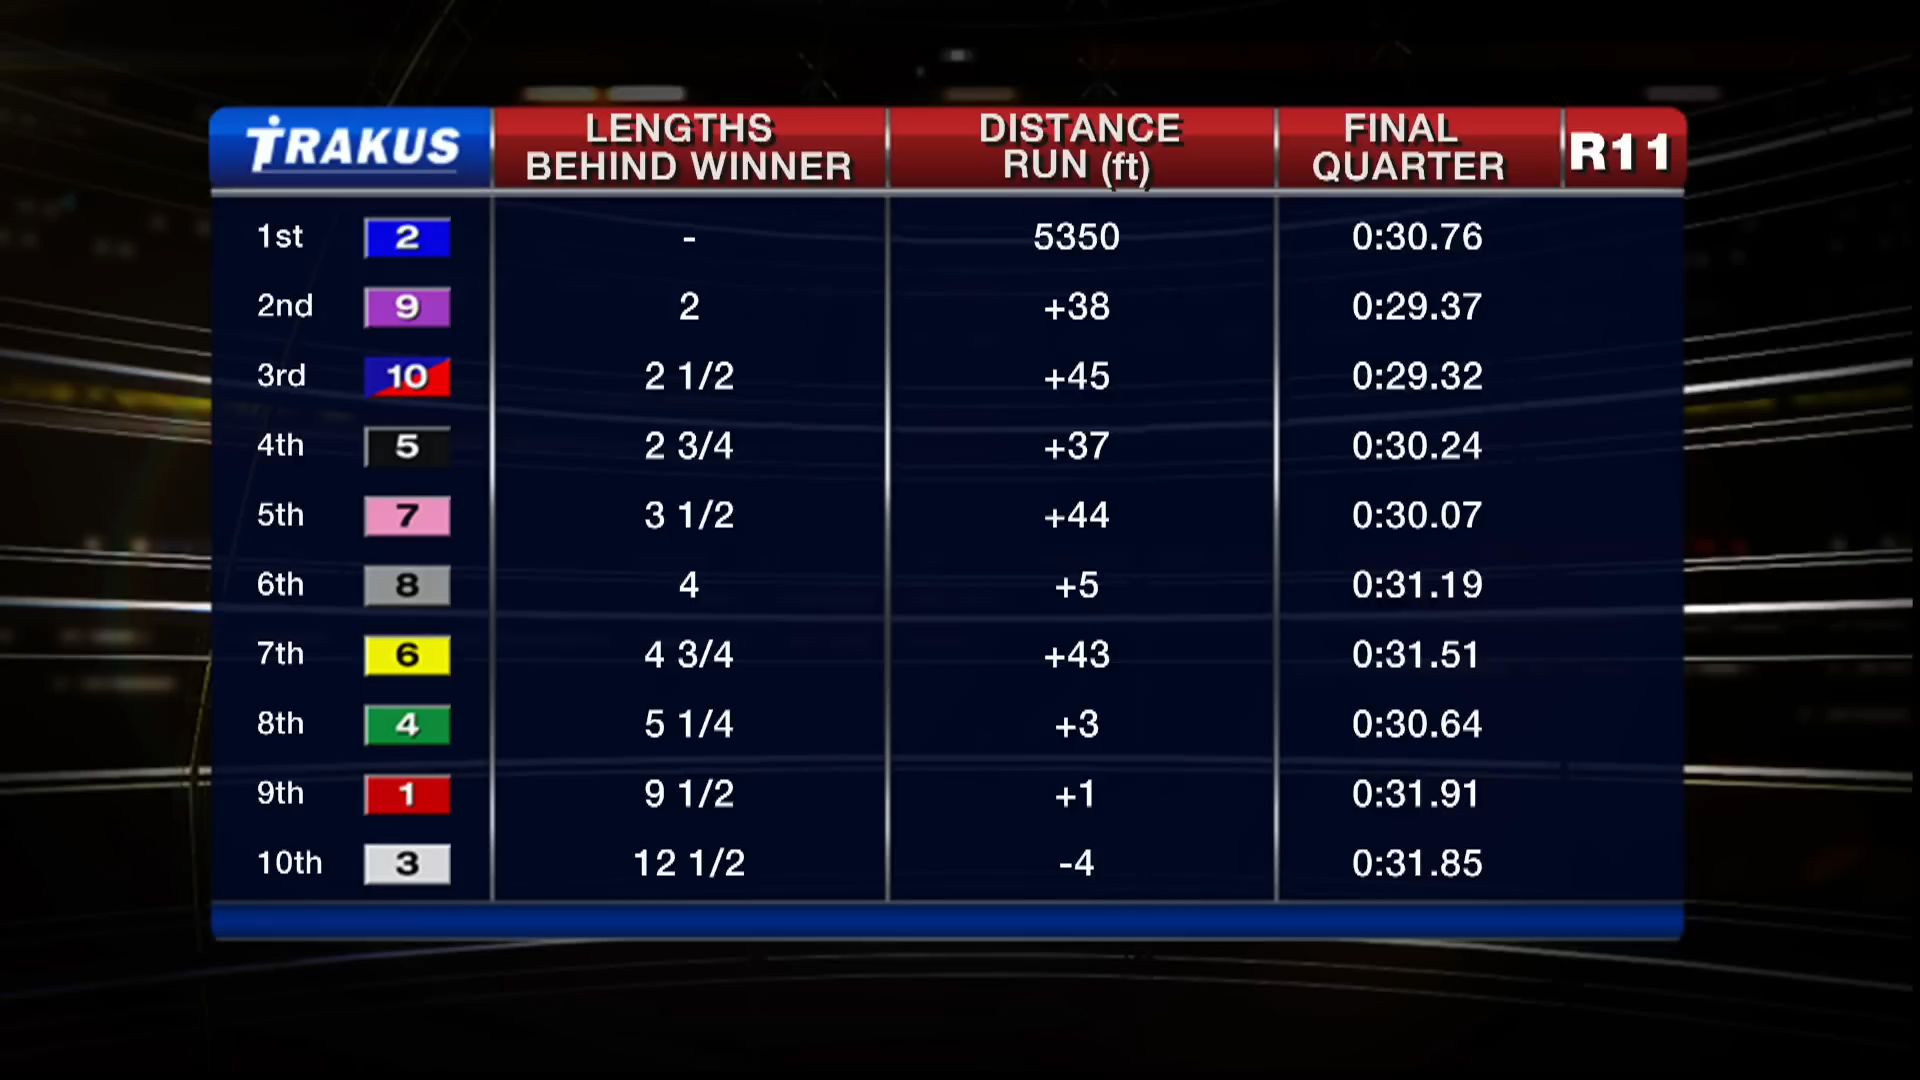 TRAKUS
LENGTHS BEHIND WINNER
DISTANCE RUN (ft)
FINAL QUARTER
R11
1st 2 - 5350 0:30.76
2nd 9 2 +38 0:29.37
3rd 10 2 1/2 +45 0:29.32
4th 5 2 3/4 +37 0:30.24
5th 7 3 1/2 +44 0:30.07
6th 8 4 +5 0:31.19
7th 6 4 3/4 +43 0:31.51
8th 4 5 1/4 +3 0:30.64
9th 1 9 1/2 +1 0:31.91
10th 3 12 1/2 -4 0:31.85